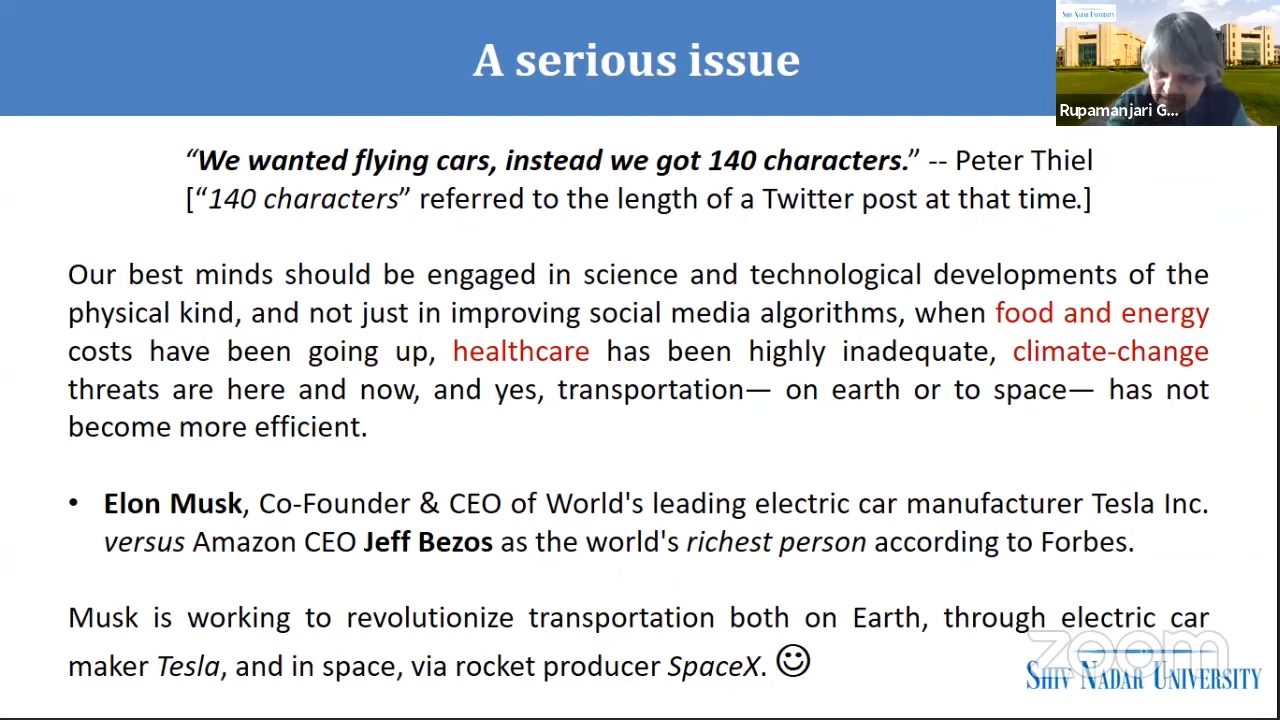 A serious issue
SHIV NADAR UNIVERSITY
Rupamanjari G...
“We wanted flying cars, instead we got 140 characters.” -- Peter Thiel
[“140 characters” referred to the length of a Twitter post at that time.]
Our best minds should be engaged in science and technological developments of the
physical kind, and not just in improving social media algorithms, when food and energy
costs have been going up, healthcare has been highly inadequate, climate-change
threats are here and now, and yes, transportation— on earth or to space— has not
become more efficient.
• Elon Musk, Co-Founder & CEO of World's leading electric car manufacturer Tesla Inc.
versus Amazon CEO Jeff Bezos as the world's richest person according to Forbes.
Musk is working to revolutionize transportation both on Earth, through electric car
maker Tesla, and in space, via rocket producer SpaceX. ☺
zoom
SHIV NADAR UNIVERSITY